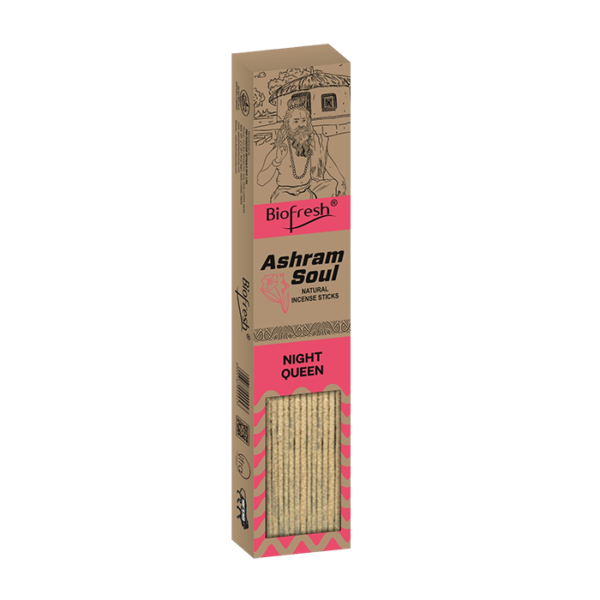 Biofresh®
Ashram
Soul
NATURAL
INCENSE STICKS
NIGHT
QUEEN
Biofresh®